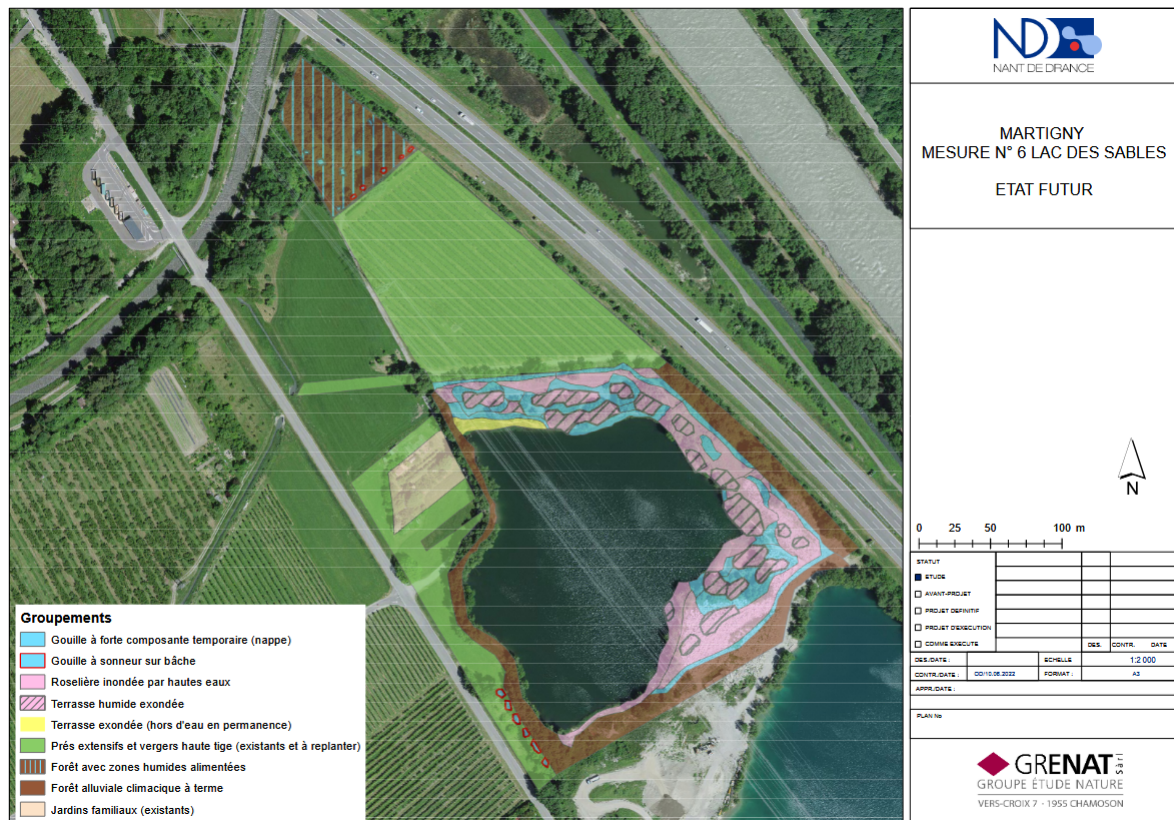 ND
NANT DE DRANCE
MARTIGNY
MESURE N° 6 LAC DES SABLES
ETAT FUTUR
N
0 25 50 100 m
STATUT
ETUDE
AVANT-PROJET
PROJET DEFINITIF
PROJET D'EXECUTION
COMME EXECUTE
DES. CONTR. DATE
DES./DATE : ECHELLE 1:2 000
CONTR./DATE : CD/10.08.2022 FORMAT : A3
APPR./DATE :
PLAN No
GRENAT Sàrl
GROUPE ÉTUDE NATURE
VERS-CROIX 7 - 1955 CHAMOSON
Groupements
Gouille à forte composante temporaire (nappe)
Gouille à sonneur sur bâche
Roselière inondée par hautes eaux
Terrasse humide exondée
Terrasse exondée (hors d'eau en permanence)
Prés extensifs et vergers haute tige (existants et à replanter)
Forêt avec zones humides alimentées
Forêt alluviale climacique à terme
Jardins familiaux (existants)